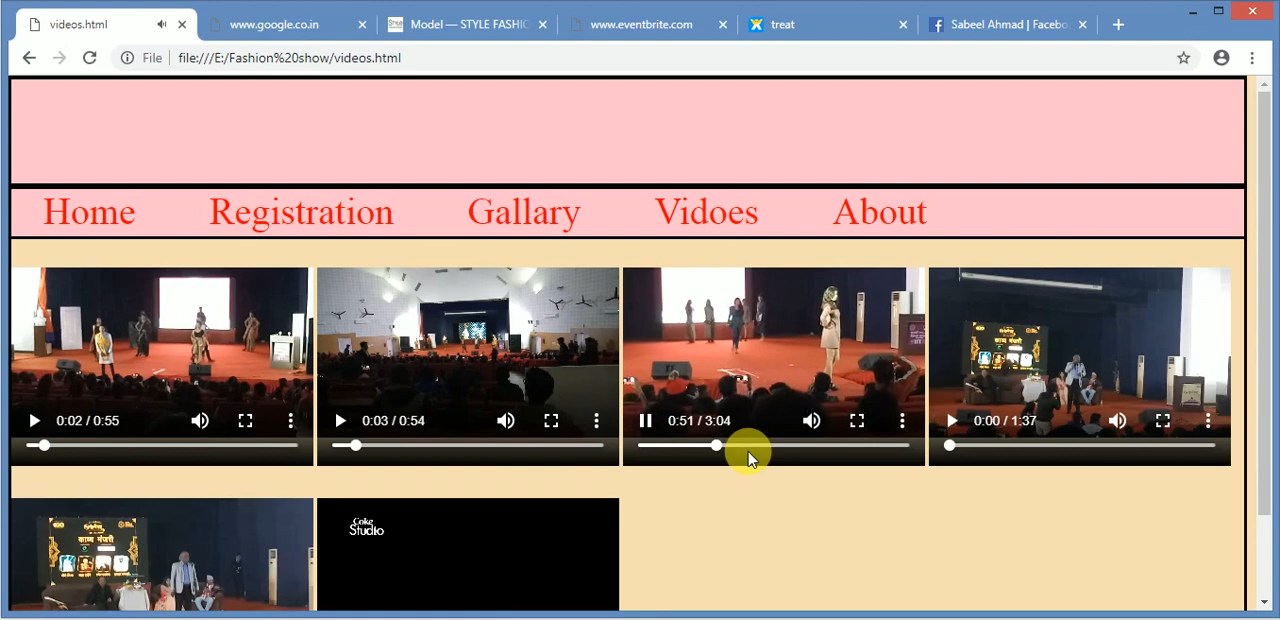 videos.html
www.google.co.in
Model — STYLE FASHIC
www.eventbrite.com
treat
Sabeel Ahmad | Facebo
File
file:///E:/Fashion%20show/videos.html
Home Registration Gallary Vidoes About
0:02 / 0:55
0:03 / 0:54
0:51 / 3:04
0:00 / 1:37
काव्य मंजरी
Coke
Studio